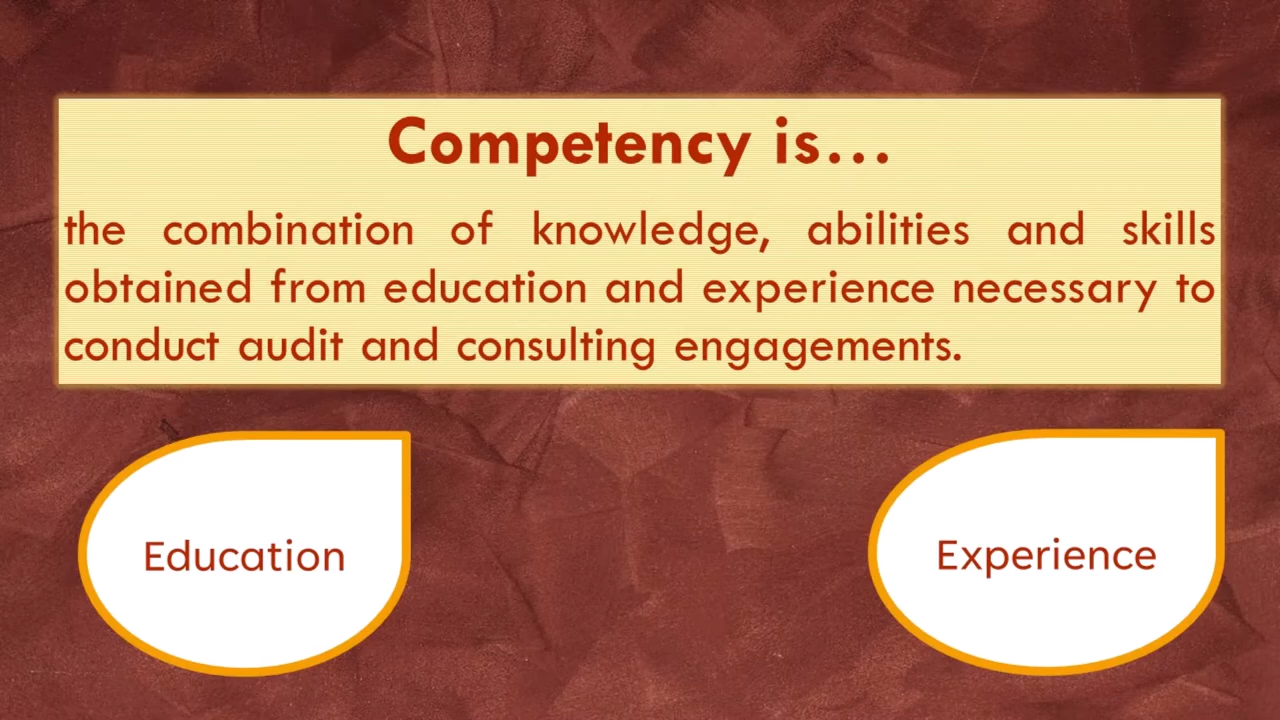 Competency is...
the combination of knowledge, abilities and skills
obtained from education and experience necessary to
conduct audit and consulting engagements.
Education
Experience